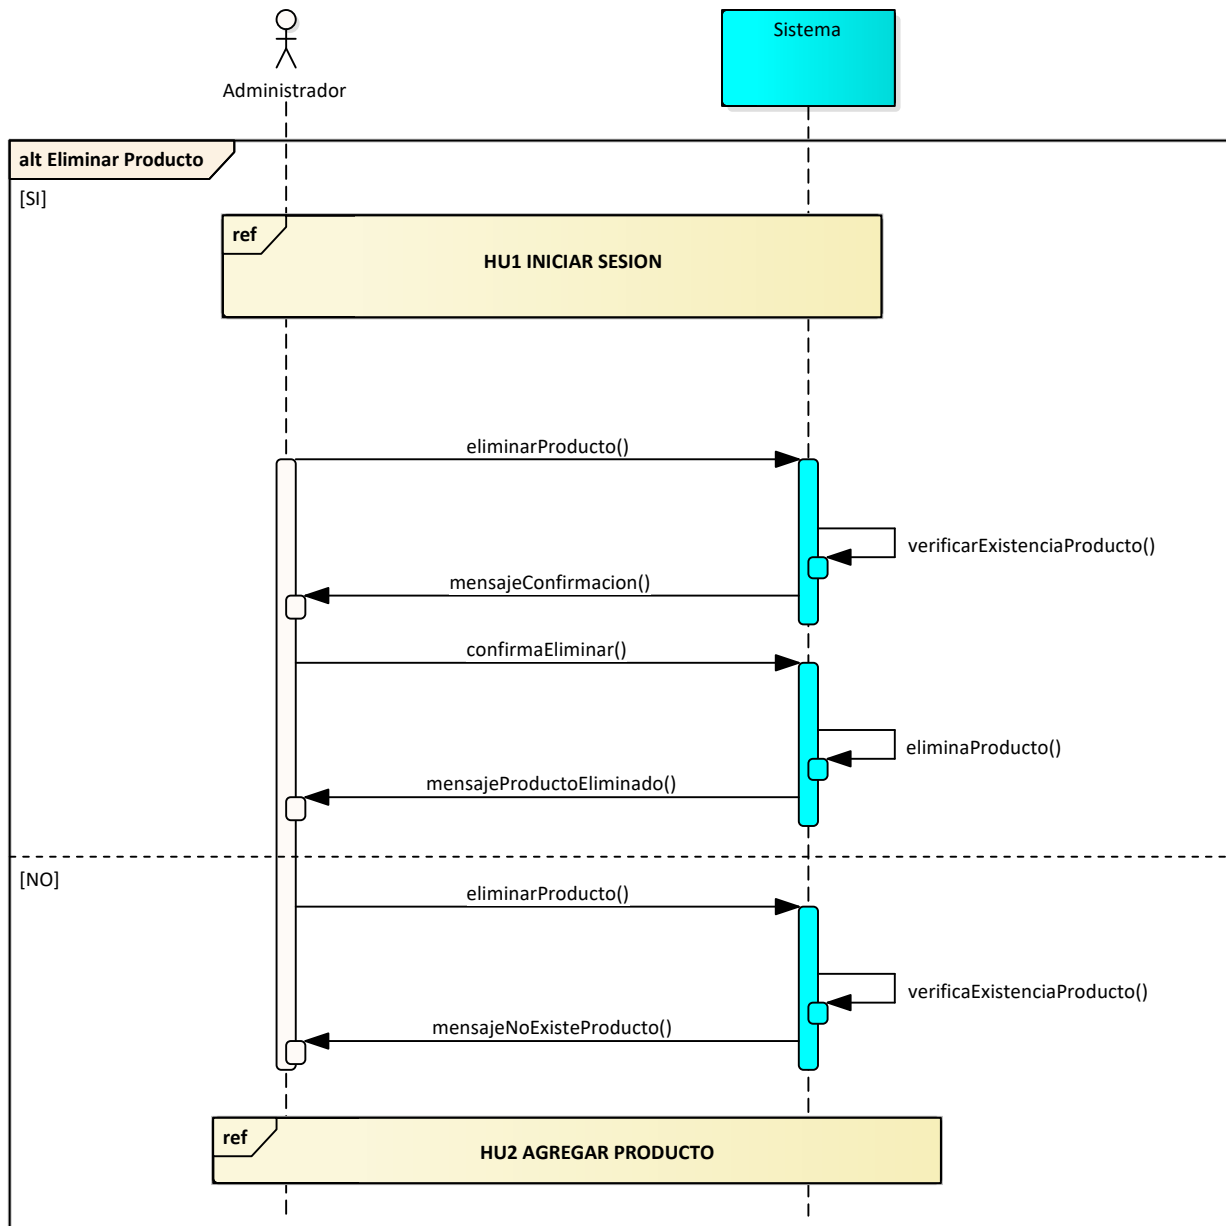 Administrador
Sistema
alt Eliminar Producto
[SI]
ref
HU1 INICIAR SESION
eliminarProducto()
verificarExistenciaProducto()
mensajeConfirmacion()
confirmaEliminar()
eliminaProducto()
mensajeProductoEliminado()
[NO]
eliminarProducto()
verificaExistenciaProducto()
mensajeNoExisteProducto()
ref
HU2 AGREGAR PRODUCTO